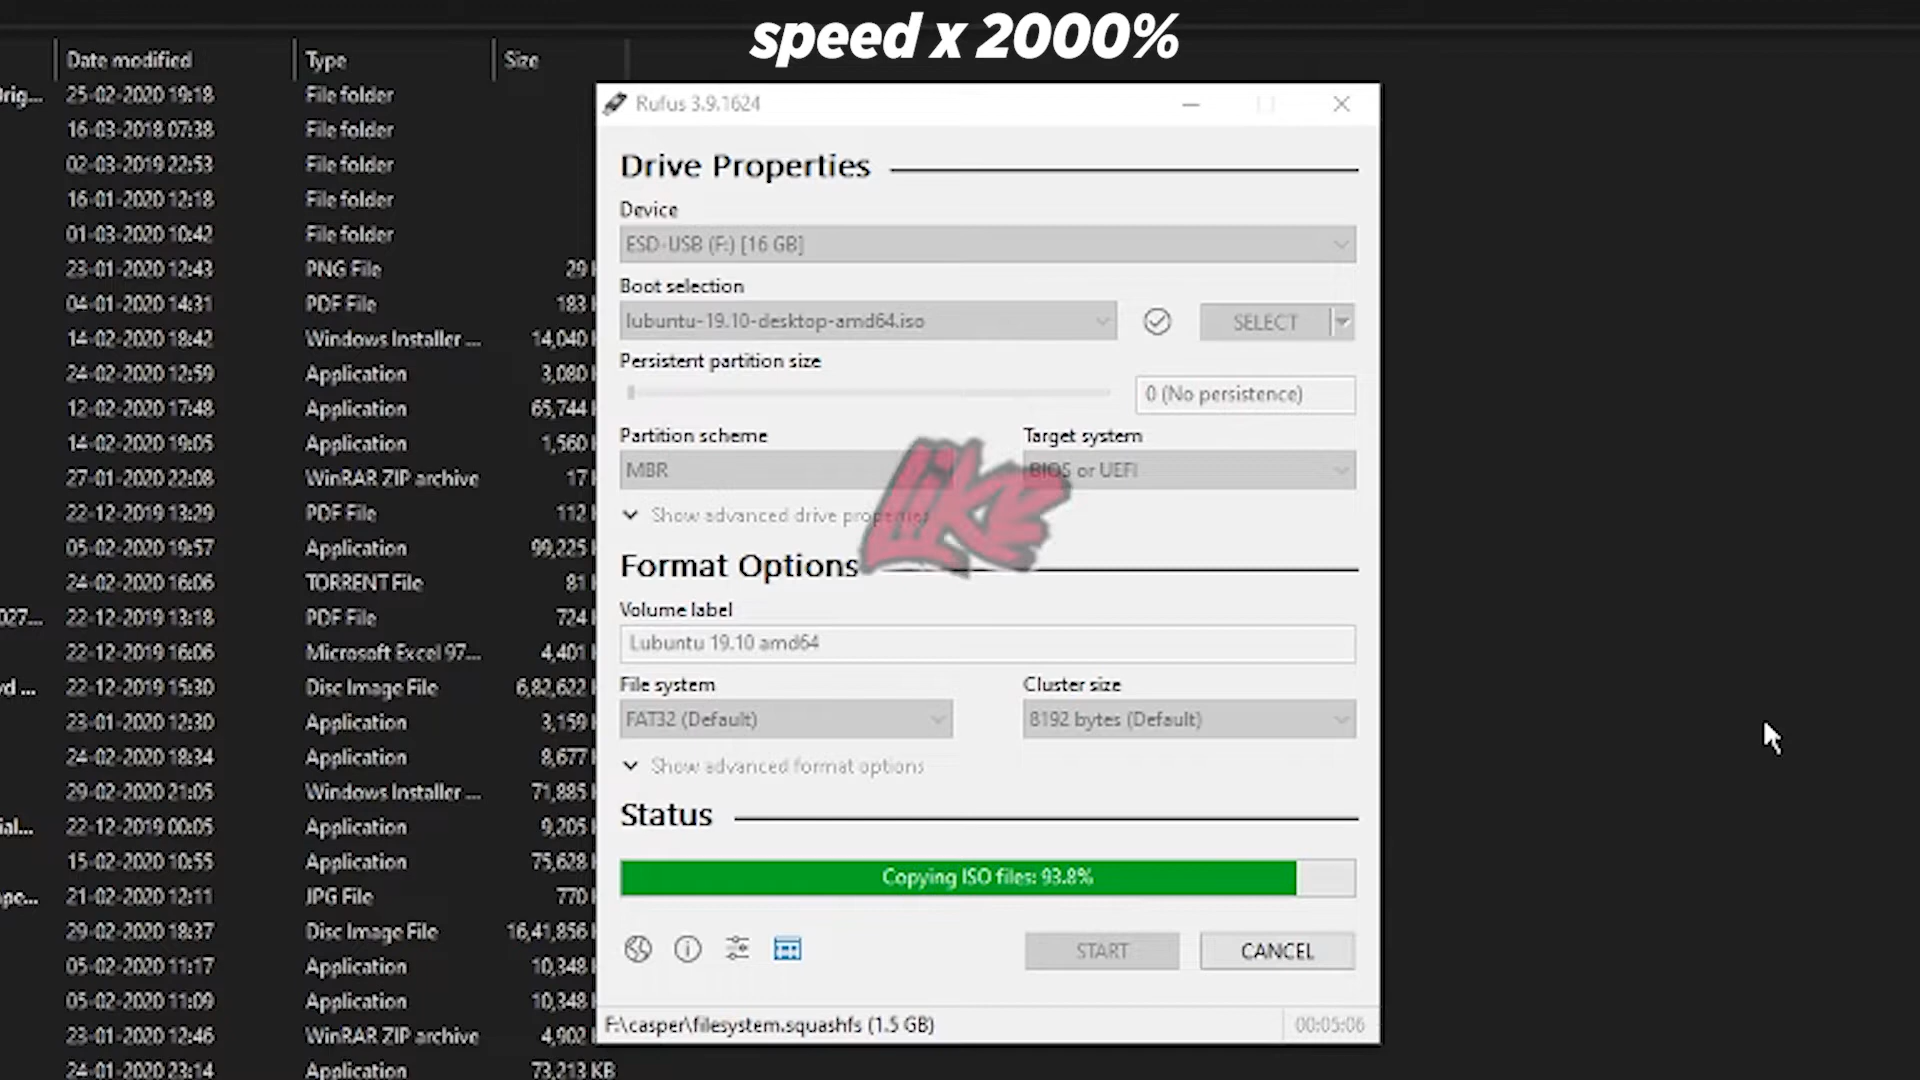 speed x 2000%
Date modified Type Size
Orig... 25-02-2020 19:18 File folder
16-03-2018 07:38 File folder
02-03-2019 22:53 File folder
16-01-2020 12:18 File folder
01-03-2020 10:42 File folder
23-01-2020 12:43 PNG File 29
04-01-2020 14:31 PDF File 183
14-02-2020 18:42 Windows Installer ... 14,040
24-02-2020 12:59 Application 3,080
12-02-2020 17:48 Application 65,744
14-02-2020 19:05 Application 1,560
27-01-2020 22:08 WinRAR ZIP archive 17
22-12-2019 13:29 PDF File 112
05-02-2020 19:57 Application 99,225
24-02-2020 16:06 TORRENT File 81
027... 22-12-2019 13:18 PDF File 724
22-12-2019 16:06 Microsoft Excel 97... 4,401
yd ... 22-12-2019 15:30 Disc Image File 6,82,622
23-01-2020 12:30 Application 3,159
24-02-2020 18:34 Application 8,677
29-02-2020 21:05 Windows Installer ... 71,885
ial... 22-12-2019 00:05 Application 9,205
15-02-2020 10:55 Application 75,628
ape... 21-02-2020 12:11 JPG File 770
29-02-2020 18:37 Disc Image File 16,41,856
05-02-2020 11:17 Application 10,348
05-02-2020 11:09 Application 10,348
23-01-2020 12:46 WinRAR ZIP archive 4,902
24-01-2020 23:14 Application 73,213 KB
Rufus 3.9.1624
Drive Properties
Device
ESD-USB (F:) [16 GB]
Boot selection
lubuntu-19.10-desktop-amd64.iso SELECT
Persistent partition size
0 (No persistence)
Partition scheme Target system
MBR BIOS or UEFI
like
Show advanced drive properties
Format Options
Volume label
Lubuntu 19.10 amd64
File system Cluster size
FAT32 (Default) 8192 bytes (Default)
Show advanced format options
Status
Copying ISO files: 93.8%
START CANCEL
F:\casper\filesystem.squashfs (1.5 GB) 00:05:06